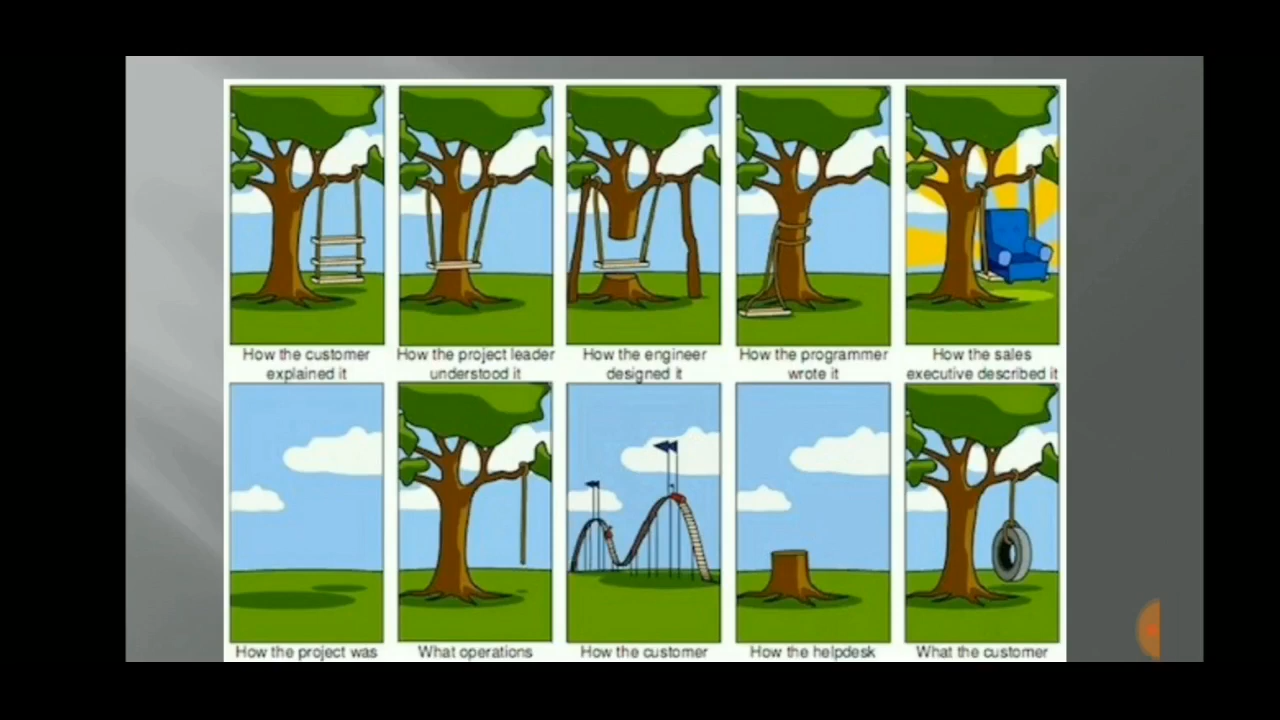 How the customer
explained it
How the project leader
understood it
How the engineer
designed it
How the programmer
wrote it
How the sales
executive described it
How the project was
What operations
How the customer
How the helpdesk
What the customer